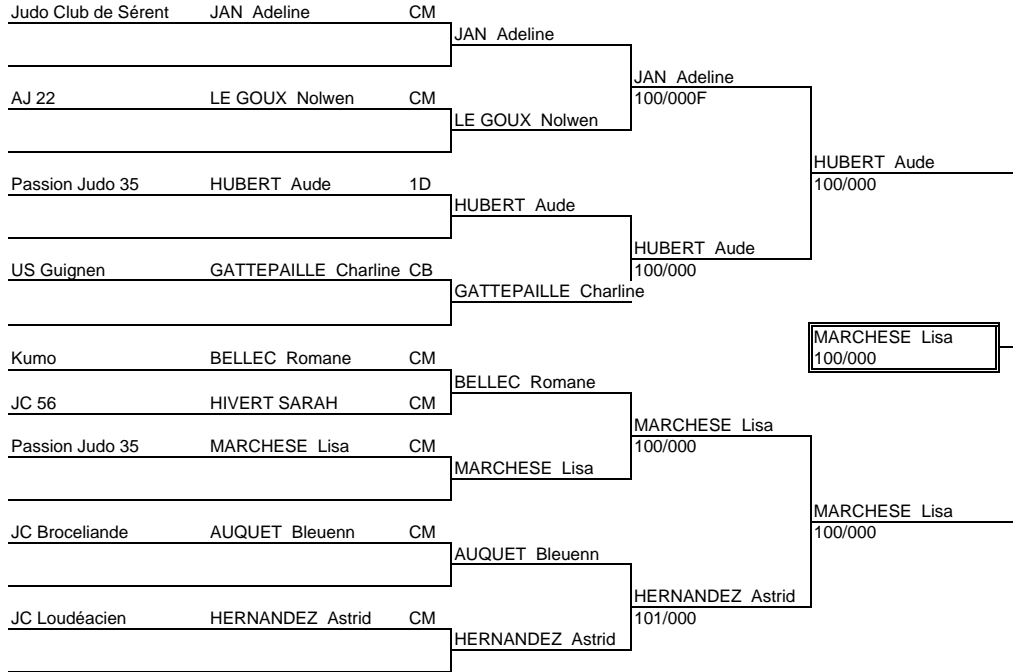 Judo Club de Sérent JAN Adeline CM
JAN Adeline
JAN Adeline
AJ 22 LE GOUX Nolwen CM
100/000F
LE GOUX Nolwen
HUBERT Aude
Passion Judo 35 HUBERT Aude 1D
100/000
HUBERT Aude
HUBERT Aude
US Guignen GATTEPAILLE Charline CB
100/000
GATTEPAILLE Charline
MARCHESE Lisa
Kumo BELLEC Romane CM
100/000
BELLEC Romane
JC 56 HIVERT SARAH CM
MARCHESE Lisa
Passion Judo 35 MARCHESE Lisa CM
100/000
MARCHESE Lisa
MARCHESE Lisa
JC Broceliande AUQUET Bleuenn CM
100/000
AUQUET Bleuenn
HERNANDEZ Astrid
JC Loudéacien HERNANDEZ Astrid CM
101/000
HERNANDEZ Astrid